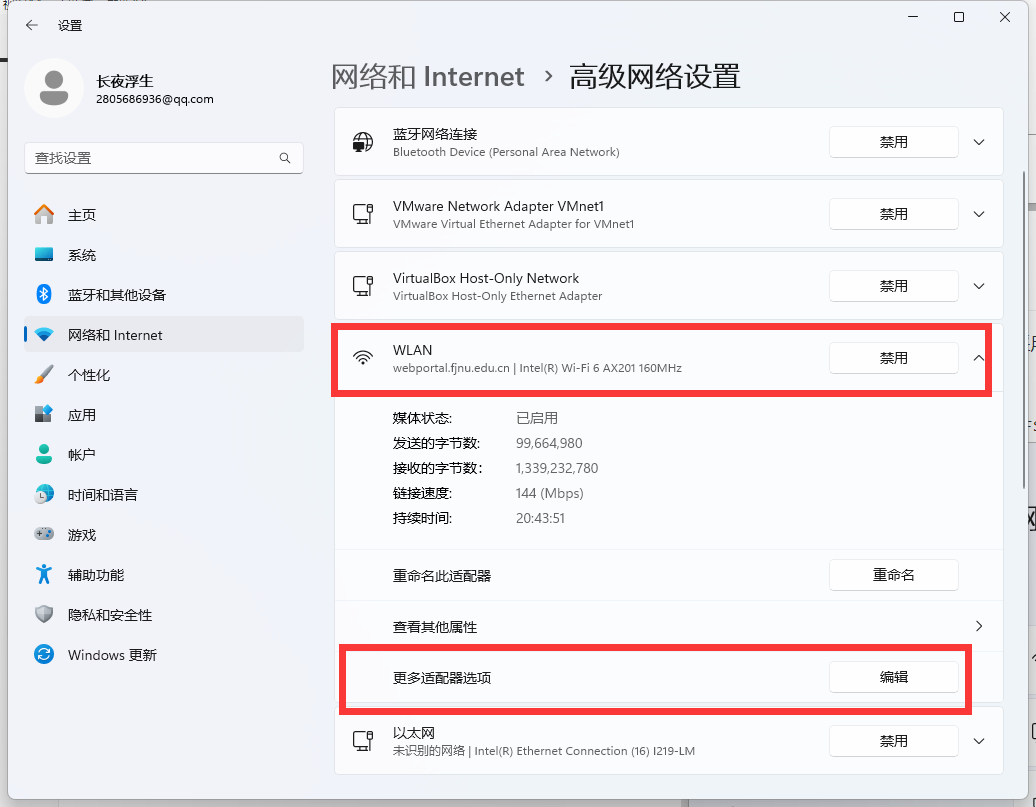 设置
长夜浮生
2805686936@qq.com
查找设置
主页
系统
蓝牙和其他设备
网络和 Internet
个性化
应用
帐户
时间和语言
游戏
辅助功能
隐私和安全性
Windows 更新
网络和 Internet › 高级网络设置
蓝牙网络连接
Bluetooth Device (Personal Area Network)
禁用
VMware Network Adapter VMnet1
VMware Virtual Ethernet Adapter for VMnet1
禁用
VirtualBox Host-Only Network
VirtualBox Host-Only Ethernet Adapter
禁用
WLAN
webportal.fjnu.edu.cn | Intel(R) Wi-Fi 6 AX201 160MHz
禁用
媒体状态: 已启用
发送的字节数: 99,664,980
接收的字节数: 1,339,232,780
链接速度: 144 (Mbps)
持续时间: 20:43:51
重命名此适配器
重命名
查看其他属性
更多适配器选项
编辑
以太网
未识别的网络 | Intel(R) Ethernet Connection (16) I219-LM
禁用